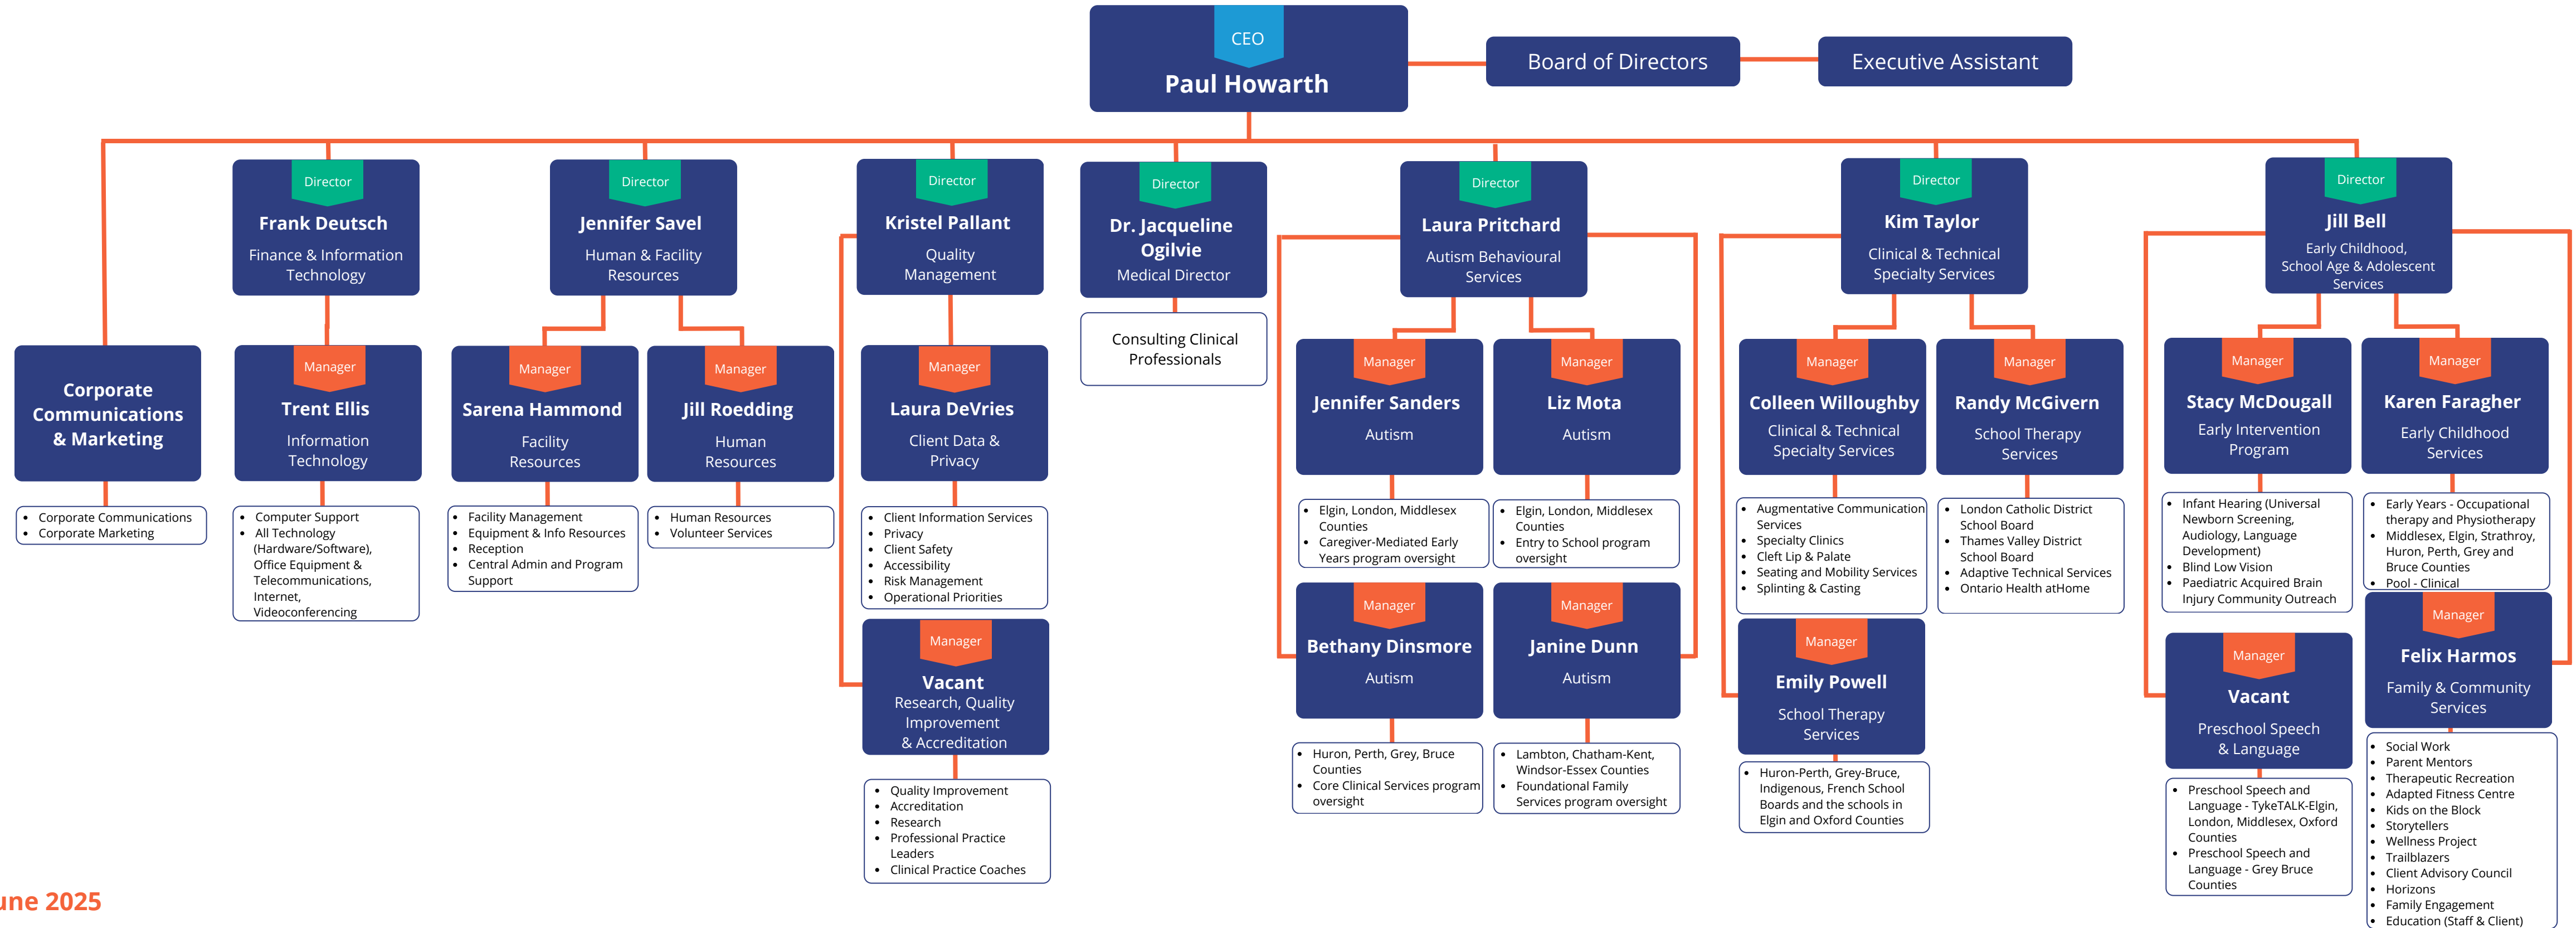 CEO
Paul Howarth
Board of Directors
Executive Assistant
Director
Frank Deutsch
Finance & Information
Technology
Director
Jennifer Savel
Human & Facility
Resources
Director
Kristel Pallant
Quality
Management
Director
Dr. Jacqueline
Ogilvie
Medical Director
Director
Laura Pritchard
Autism Behavioural
Services
Director
Kim Taylor
Clinical & Technical
Specialty Services
Director
Jill Bell
Early Childhood,
School Age & Adolescent
Services
Corporate
Communications
& Marketing
• Corporate Communications
• Corporate Marketing
Manager
Trent Ellis
Information
Technology
• Computer Support
• All Technology
(Hardware/Software),
Office Equipment &
Telecommunications,
Internet,
Videoconferencing
Manager
Sarena Hammond
Facility
Resources
• Facility Management
• Equipment & Info Resources
• Reception
• Central Admin and Program
Support
Manager
Jill Roedding
Human
Resources
• Human Resources
• Volunteer Services
Manager
Laura DeVries
Client Data &
Privacy
• Client Information Services
• Privacy
• Client Safety
• Accessibility
• Risk Management
• Operational Priorities
Manager
Vacant
Research, Quality
Improvement
& Accreditation
• Quality Improvement
• Accreditation
• Research
• Professional Practice
Leaders
• Clinical Practice Coaches
Consulting Clinical
Professionals
Manager
Jennifer Sanders
Autism
• Elgin, London, Middlesex
Counties
• Caregiver-Mediated Early
Years program oversight
Manager
Liz Mota
Autism
• Elgin, London, Middlesex
Counties
• Entry to School program
oversight
Manager
Bethany Dinsmore
Autism
• Huron, Perth, Grey, Bruce
Counties
• Core Clinical Services program
oversight
Manager
Janine Dunn
Autism
• Lambton, Chatham-Kent,
Windsor-Essex Counties
• Foundational Family
Services program oversight
Manager
Colleen Willoughby
Clinical & Technical
Specialty Services
• Augmentative Communication
Services
• Specialty Clinics
• Cleft Lip & Palate
• Seating and Mobility Services
• Splinting & Casting
Manager
Randy McGivern
School Therapy
Services
• London Catholic District
School Board
• Thames Valley District
School Board
• Adaptive Technical Services
• Ontario Health atHome
Manager
Emily Powell
School Therapy
Services
• Huron-Perth, Grey-Bruce,
Indigenous, French School
Boards and the schools in
Elgin and Oxford Counties
Manager
Stacy McDougall
Early Intervention
Program
• Infant Hearing (Universal
Newborn Screening,
Audiology, Language
Development)
• Blind Low Vision
• Paediatric Acquired Brain
Injury Community Outreach
Manager
Karen Faragher
Early Childhood
Services
• Early Years - Occupational
therapy and Physiotherapy
• Middlesex, Elgin, Strathroy,
Huron, Perth, Grey and
Bruce Counties
• Pool - Clinical
Manager
Vacant
Preschool Speech
& Language
• Preschool Speech and
Language - TykeTALK-Elgin,
London, Middlesex, Oxford
Counties
• Preschool Speech and
Language - Grey Bruce
Counties
Manager
Felix Harmos
Family & Community
Services
• Social Work
• Parent Mentors
• Therapeutic Recreation
• Adapted Fitness Centre
• Kids on the Block
• Storytellers
• Wellness Project
• Trailblazers
• Client Advisory Council
• Horizons
• Family Engagement
• Education (Staff & Client)
une 2025